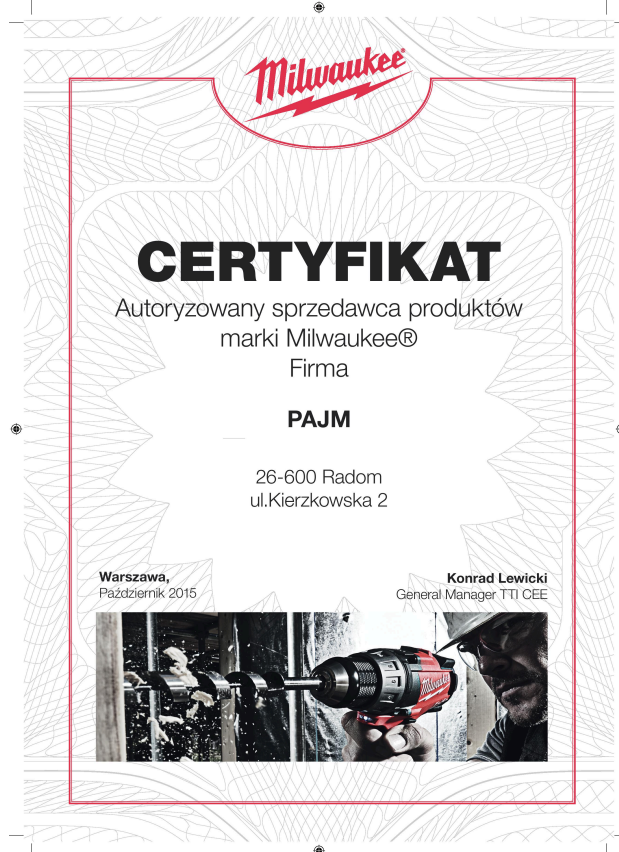 Milwaukee®
CERTYFIKAT
Autoryzowany sprzedawca produktów
marki Milwaukee®
Firma
PAJM
26-600 Radom
ul.Kierzkowska 2
Warszawa,
Październik 2015
Konrad Lewicki
General Manager TTI CEE
Milwaukee